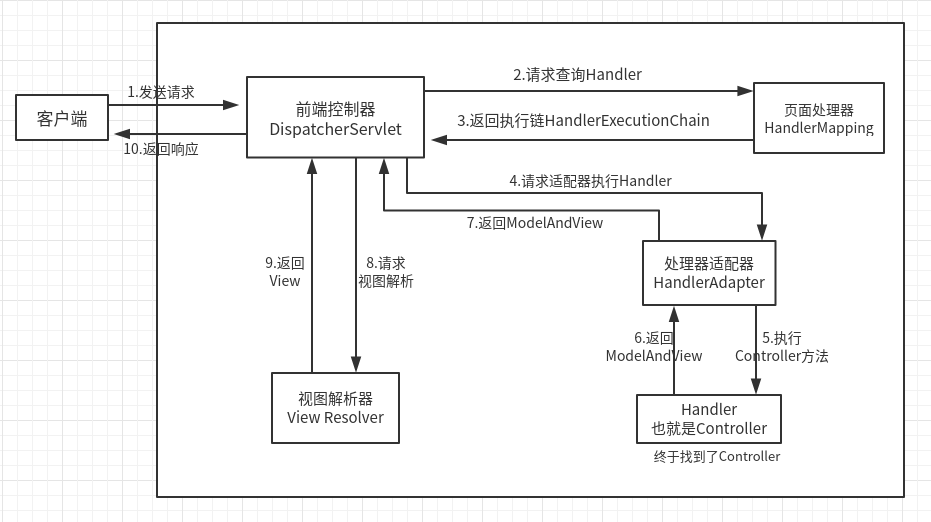 1.发送请求
2.请求查询Handler
客户端
前端控制器
DispatcherServlet
页面处理器
HandlerMapping
3.返回执行链HandlerExecutionChain
10.返回响应
4.请求适配器执行Handler
7.返回ModelAndView
9.返回
View
8.请求
视图解析
处理器适配器
HandlerAdapter
6.返回
ModelAndView
5.执行
Controller方法
视图解析器
View Resolver
Handler
也就是Controller
终于找到了Controller